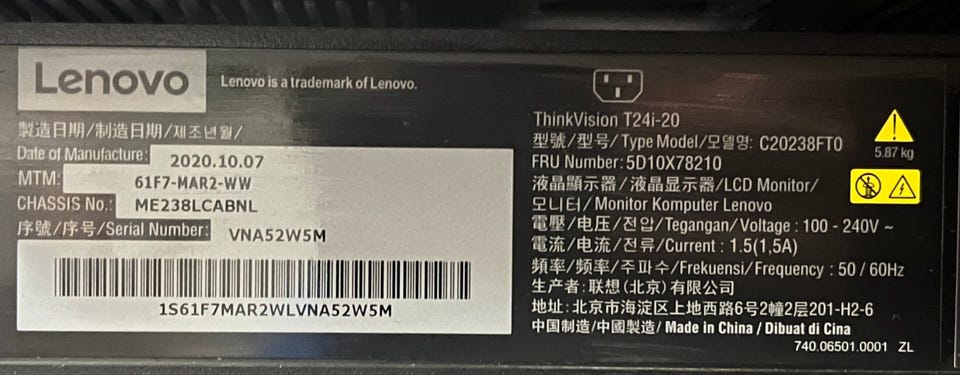 Lenovo
Lenovo is a trademark of Lenovo.
製造日期/制造日期/제조년월/
Date of Manufacture: 2020.10.07
MTM: 61F7-MAR2-WW
CHASSIS No.: ME238LCABNL
序號/序号/Serial Number: VNA52W5M
1S61F7MAR2WLVNA52W5M
ThinkVision T24i-20
型號/型号/Type Model/모델명: C20238FT0
FRU Number: 5D10X78210
液晶顯示器/液晶显示器/LCD Monitor/
모니터/Monitor Komputer Lenovo
電壓/电压/전압/Tegangan/Voltage : 100 - 240V ~
電流/电流/전류/Current : 1.5(1,5A)
頻率/频率/주파수/Frekuensi/Frequency : 50 / 60Hz
生产者: 联想 (北京) 有限公司
地址: 北京市海淀区上地西路6号2幢2层201-H2-6
中国制造/中國製造/ Made in China / Dibuat di Cina
740.06501.0001 ZL
5.87 kg